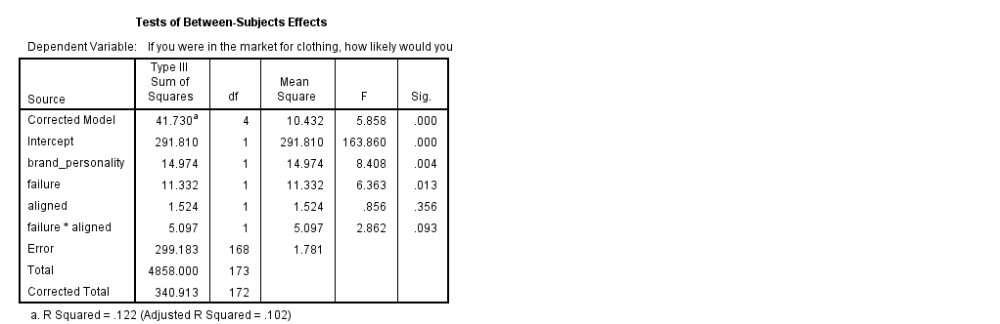 Tests of Between-Subjects Effects
Dependent Variable: If you were in the market for clothing, how likely would you
Source Type III Sum of Squares df Mean Square F Sig.
Corrected Model 41.730a 4 10.432 5.858 .000
Intercept 291.810 1 291.810 163.860 .000
brand_personality 14.974 1 14.974 8.408 .004
failure 11.332 1 11.332 6.363 .013
aligned 1.524 1 1.524 .856 .356
failure * aligned 5.097 1 5.097 2.862 .093
Error 299.183 168 1.781
Total 4858.000 173
Corrected Total 340.913 172
a. R Squared = .122 (Adjusted R Squared = .102)